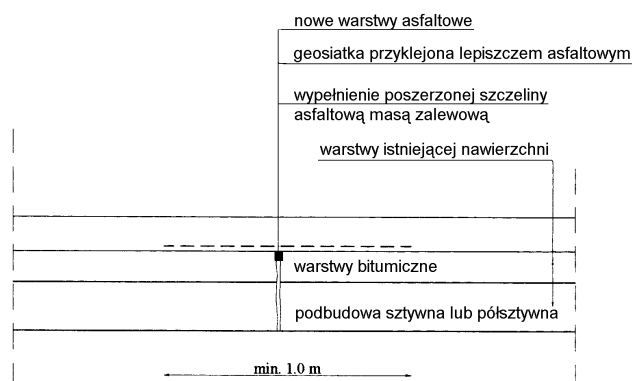 nowe warstwy asfaltowe
geosiatka przyklejona lepiszczem asfaltowym
wypełnienie poszerzonej szczeliny
asfaltową masą zalewową
warstwy istniejącej nawierzchni
warstwy bitumiczne
podbudowa sztywna lub półsztywna
min. 1.0 m